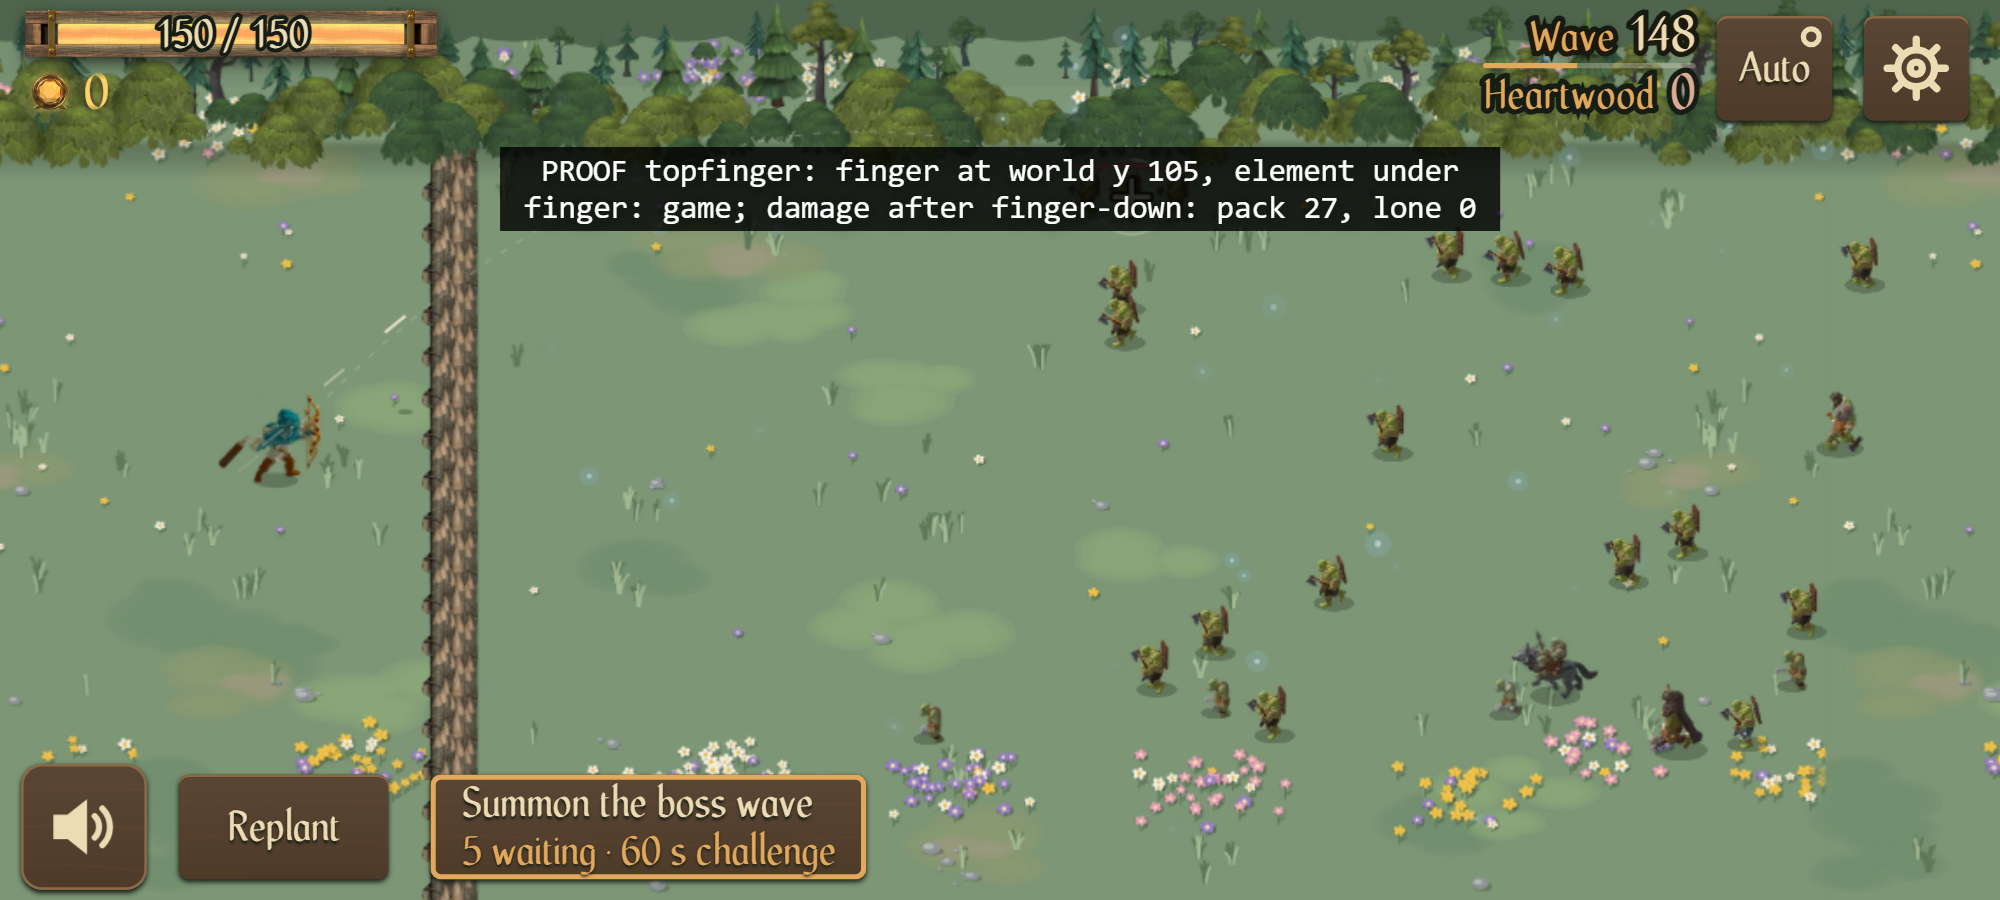 150 / 150
0
Wave 148
Heartwood 0
Auto
PROOF topfinger: finger at world y 105, element under
finger: game; damage after finger-down: pack 27, lone 0
Replant
Summon the boss wave
5 waiting · 60 s challenge